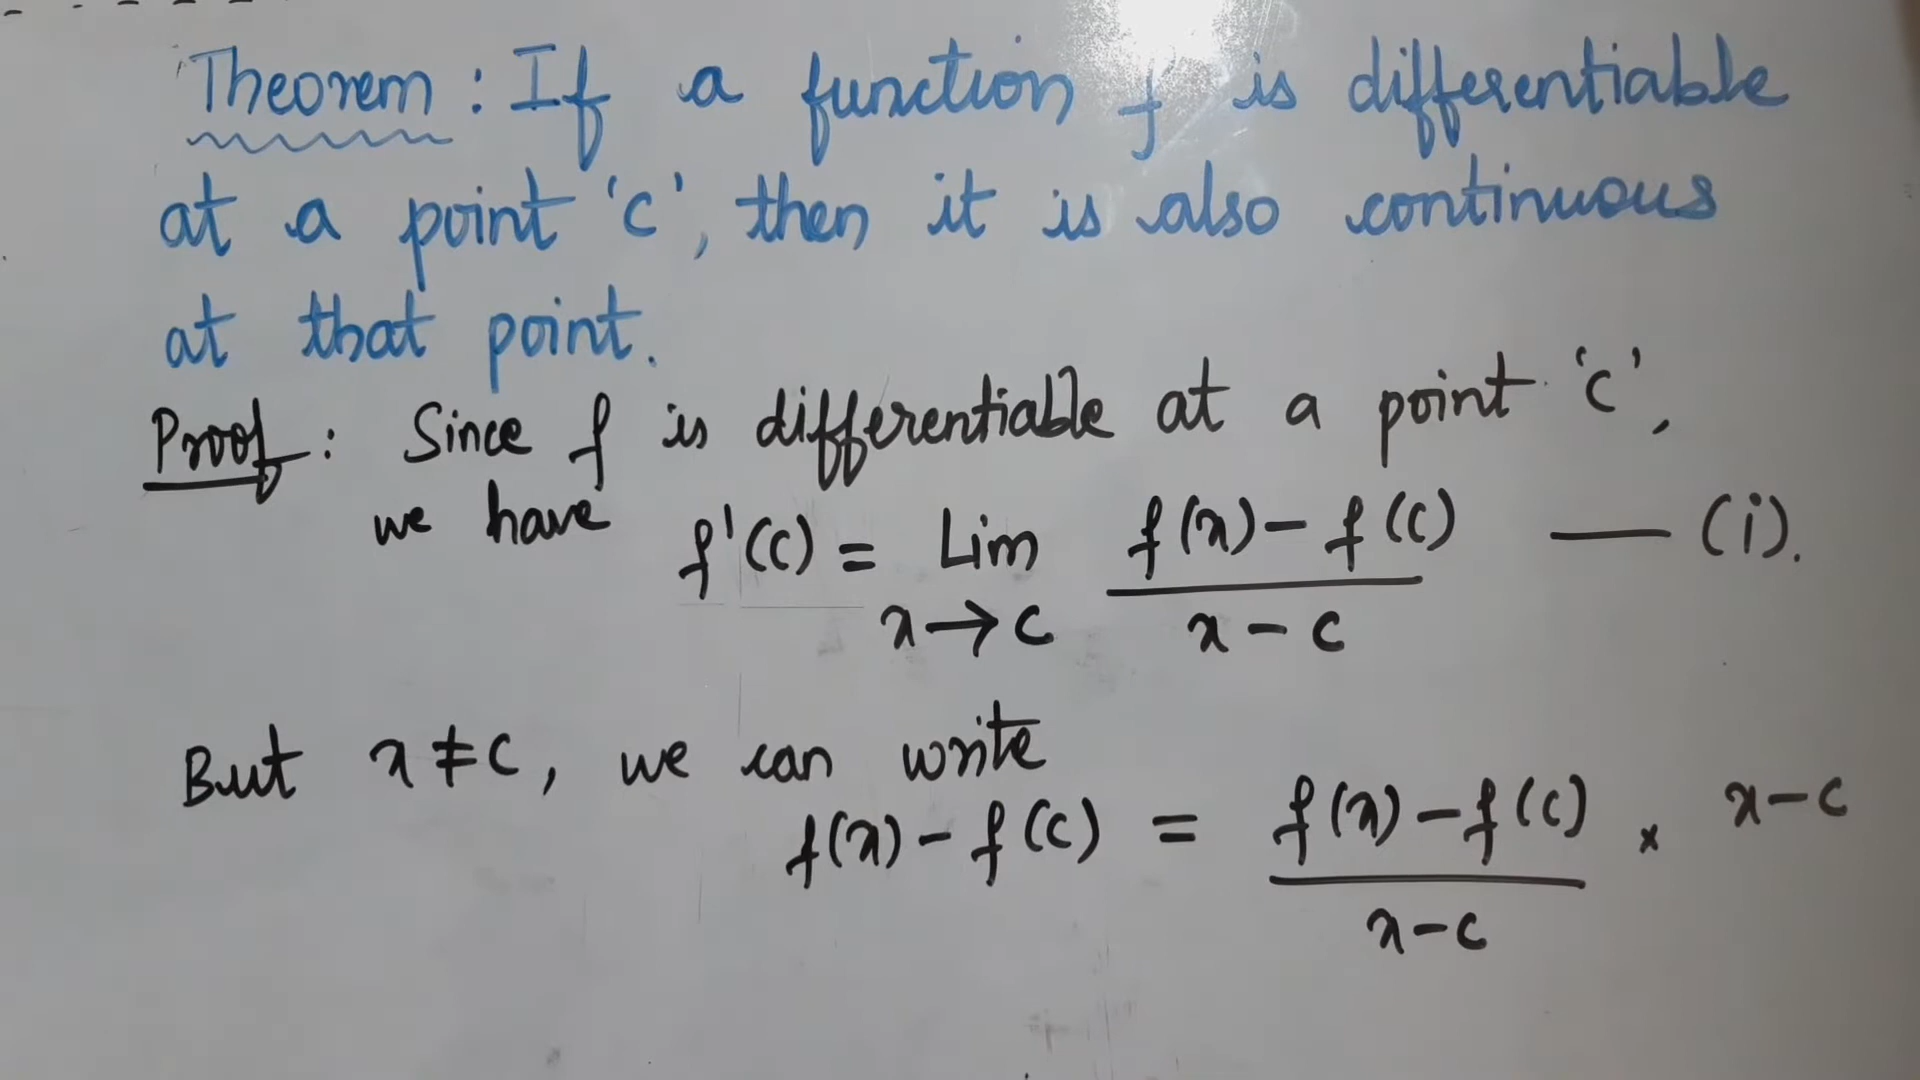 Theorem : If a function f is differentiable
at a point 'c', then it is also continuous
at that point.
Proof : Since f is differentiable at a point 'c',
we have
f'(c) = Lim x→c (f(x) – f(c)) / (x – c) —— (i).
But x ≠ c, we can write
f(x) – f(c) = (f(x) – f(c)) / (x – c) × x – c